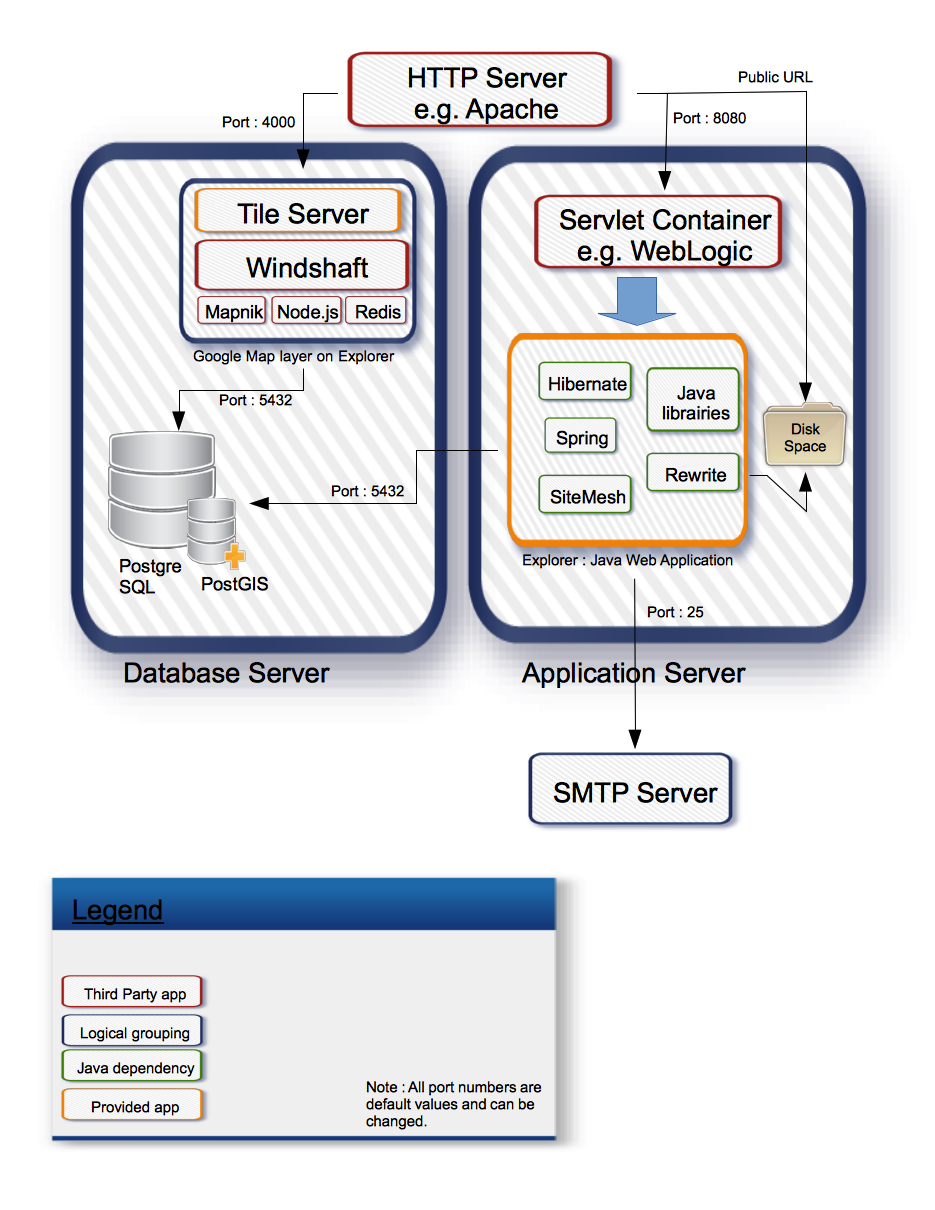 HTTP Server
e.g. Apache
Public URL
Port : 4000
Port : 8080
Tile Server
Windshaft
Mapnik
Node.js
Redis
Google Map layer on Explorer
Port : 5432
Postgre
SQL
PostGIS
Database Server
Servlet Container
e.g. WebLogic
Hibernate
Java
librairies
Spring
Rewrite
SiteMesh
Disk
Space
Port : 5432
Explorer : Java Web Application
Port : 25
Application Server
SMTP Server
Legend
Third Party app
Logical grouping
Java dependency
Provided app
Note : All port numbers are
default values and can be
changed.